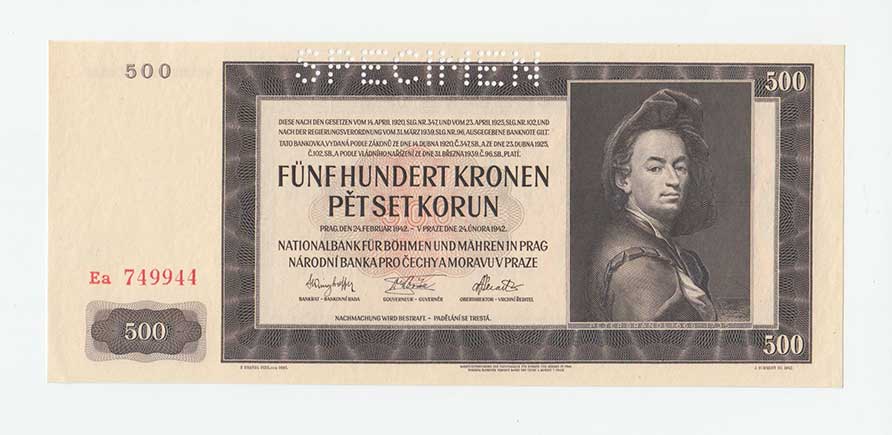 SPECIMEN
500
500
DIESE NACH DEN GESETZEN VOM 14. APRIL 1920, SLG. NR. 347, UND VOM 23. APRIL 1925, SLG. NR. 102, UND
NACH DER REGIERUNGSVERORDNUNG VOM 31. MÄRZ 1939, SLG. NR. 96, AUSGEGEBENE BANKNOTE GILT.
TATO BANKOVKA, VYDANÁ PODLE ZÁKONŮ ZE DNE 14. DUBNA 1920, Č. 347, SB., A ZE DNE 23. DUBNA 1925,
Č. 102, SB., A PODLE VLÁDNÍHO NAŘÍZENÍ ZE DNE 31. BŘEZNA 1939, Č. 96, SB., PLATÍ.
FÜNF HUNDERT KRONEN
PĚT SET KORUN
PRAG, DEN 24. FEBRUAR 1942. – V PRAZE DNE 24. ÚNORA 1942.
NATIONALBANK FÜR BÖHMEN UND MÄHREN IN PRAG
NÁRODNÍ BANKA PRO ČECHY A MORAVU V PRAZE
BANKRAT – BANKOVNÍ RADA
GOUVERNEUR – GUVERNÉR
OBERDIREKTOR – VRCHNÍ ŘEDITEL
NACHMACHUNG WIRD BESTRAFT. – PADĚLÁNÍ SE TRESTÁ.
Ea 749944
500
PETER BRANDL 1668–1735
500